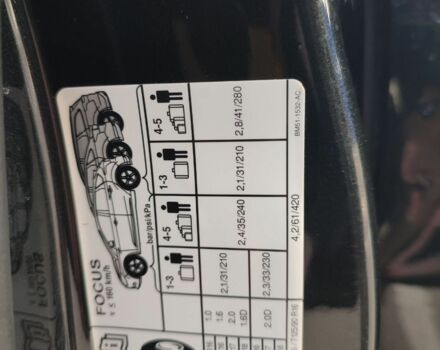 FOCUS
v ≤ 160 km/h
bar/psi/kPa
1-3
4-5
1-3
4-5
1.0
1.6
2.0
1.6D
2.0D
2,1/31/210
2,4/35/240
2,1/31/210
2,8/41/280
2,3/33/230
4,2/61/420
BM51-1532-AC